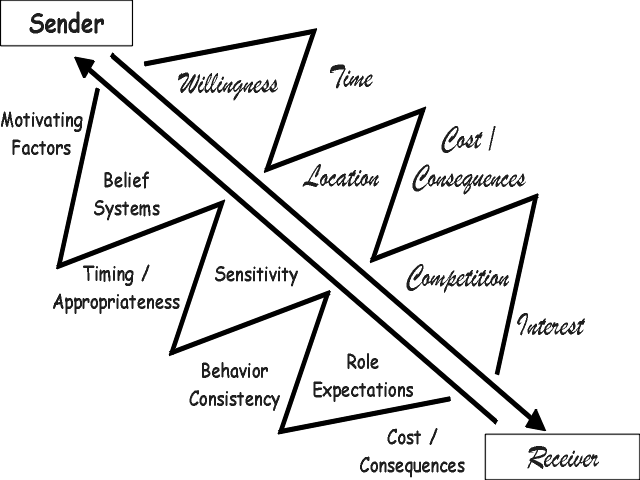 Sender
Willingness
Time
Motivating
Factors
Cost /
Consequences
Location
Belief
Systems
Timing /
Appropriateness
Sensitivity
Competition
Interest
Behavior
Consistency
Role
Expectations
Cost /
Consequences
Receiver